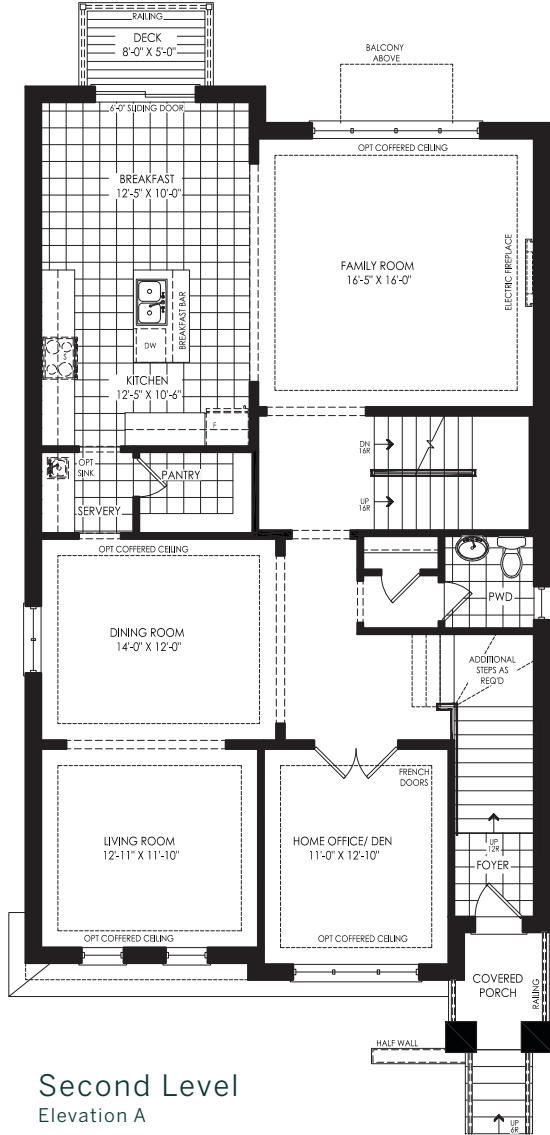 RAILING
DECK
8'-0" X 5'-0"
BALCONY
ABOVE
6'-0" SLIDING DOOR
OPT COFFERED CEILING
BREAKFAST
12'-5" X 10'-0"
FAMILY ROOM
16'-5" X 16'-0"
ELECTRIC FIREPLACE
BREAKFAST BAR
DW
S
KITCHEN
12'-5" X 10'-6"
F
DN
16R
OPT
SINK
PANTRY
UP
16R
SERVERY
OPT COFFERED CEILING
PWD
DINING ROOM
14'-0" X 12'-0"
ADDITIONAL
STEPS AS
REQ'D
FRENCH
DOORS
LIVING ROOM
12'-11" X 11'-10"
HOME OFFICE/ DEN
11'-0" X 12'-10"
UP
12R
FOYER
OPT COFFERED CEILING
OPT COFFERED CEILING
COVERED
PORCH
RAILING
HALF WALL
Second Level
Elevation A
UP
6R